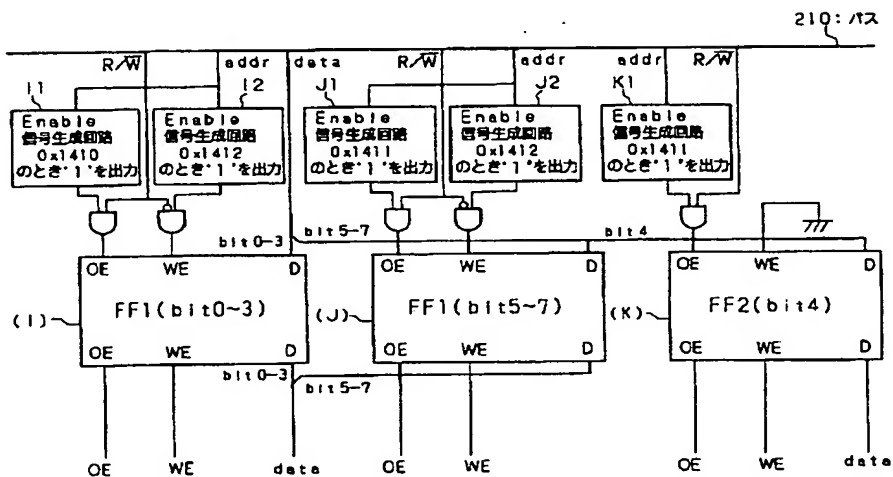 210: バス
R/W addr data R/W addr addr R/W
I1 I2 J1 J2 K1
Enable
信号生成回路
0x1410
のとき"1"を出力
Enable
信号生成回路
0x1412
のとき"1"を出力
Enable
信号生成回路
0x1411
のとき"1"を出力
Enable
信号生成回路
0x1412
のとき"1"を出力
Enable
信号生成回路
0x1411
のとき"1"を出力
bit0-3 bit5-7 bit4
OE WE D
(I) FF1(bit0~3)
OE WE D
OE WE D
(J) FF1(bit5~7)
OE WE D
OE WE D
(K) FF2(bit4)
OE WE D
bit0-3 bit5-7
OE WE data OE WE OE WE data